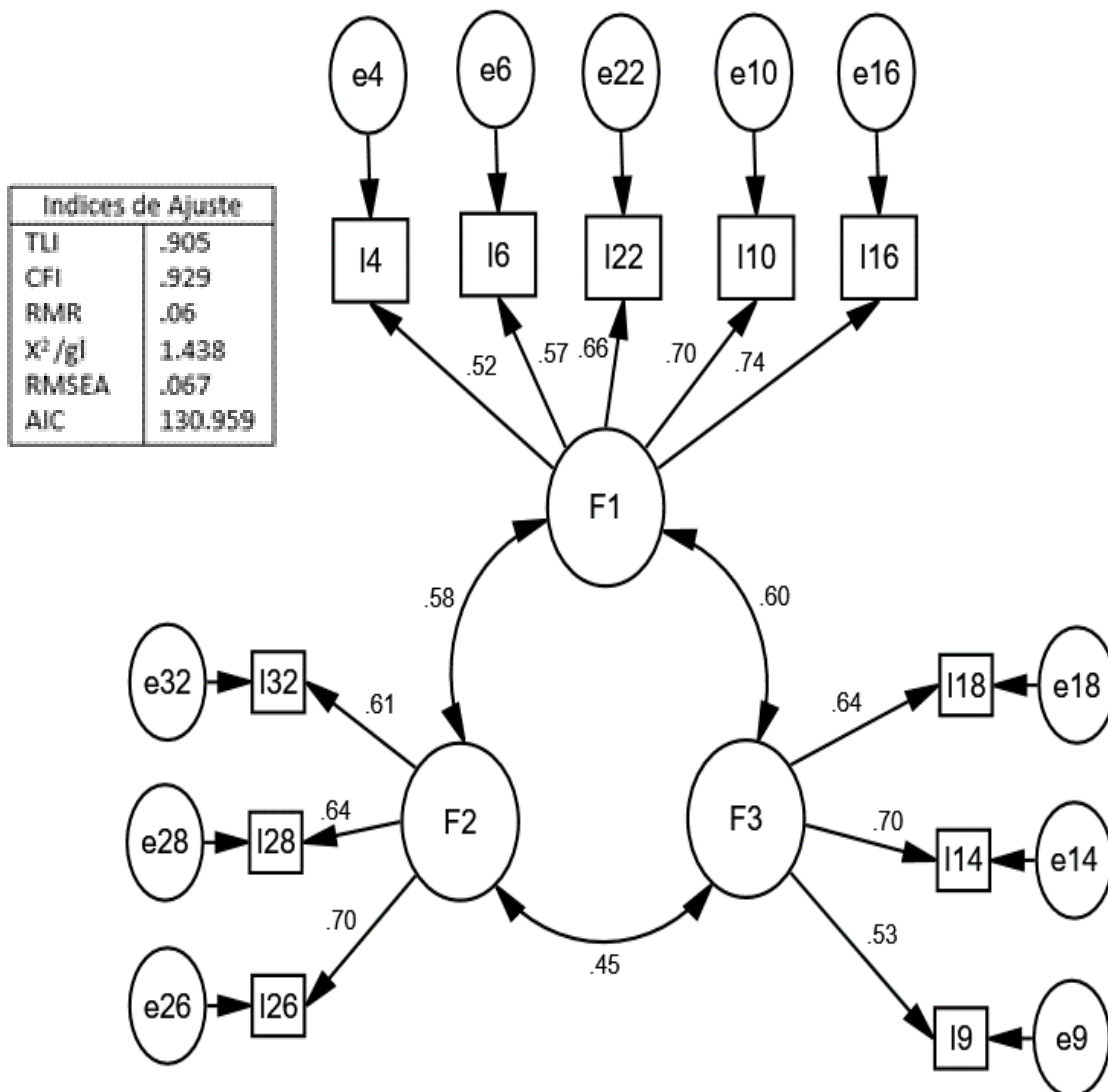 e4 e6 e22 e10 e16
Indices de Ajuste
TLI .905
CFI .929
RMR .06
X² /gl 1.438
RMSEA .067
AIC 130.959
I4 I6 I22 I10 I16
.52 .57 .66 .70 .74
F1
.58 .60
e32 I32 .61 .64 I18 e18
e28 I28 .64 F2 F3 .70 I14 e14
.70 .53
.45
e26 I26 I9 e9